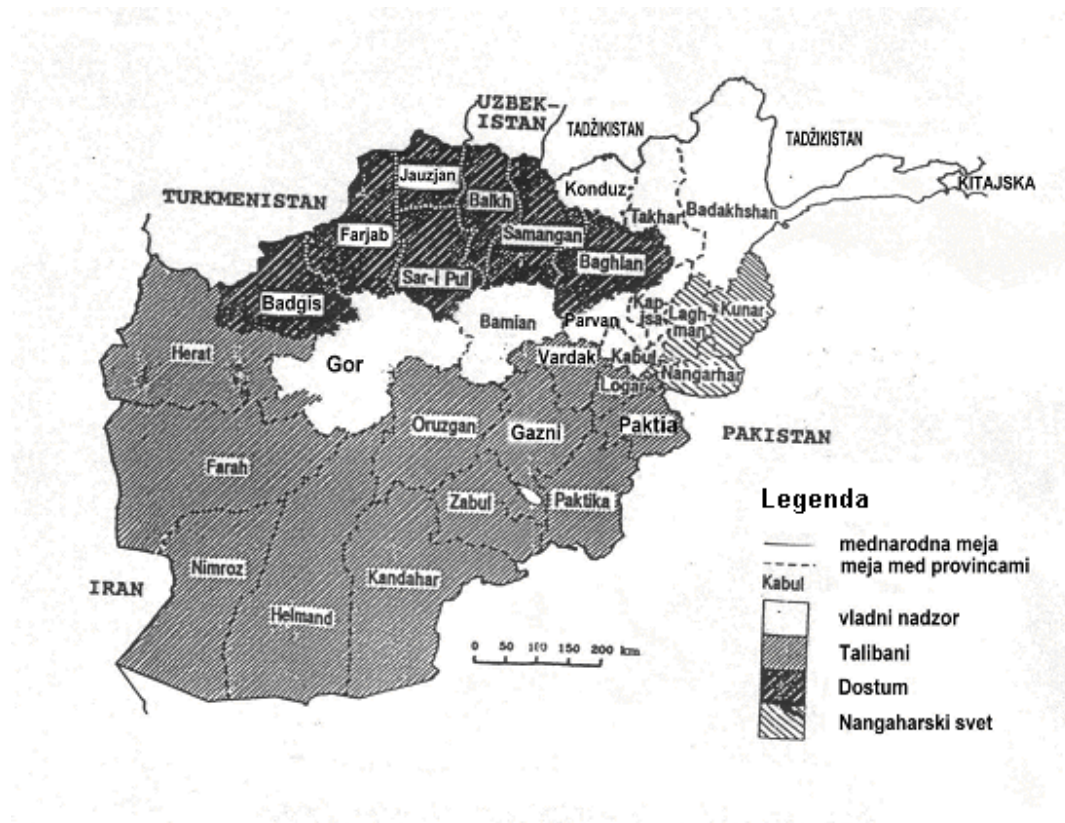 UZBEK-
ISTAN
TADŽIKISTAN
TADŽIKISTAN
KITAJSKA
TURKMENISTAN
Jauzjan
Balkh
Konduz
Takhar
Badakhshan
Farjab
Samangan
Baghlan
Sar-i Pul
Badgis
Bamian
Parvan
Kap-
jsa
Lagh-
man
Kunar
Herat
Gor
Vardak
Kabul
Nangarhar
Logar
Oruzgan
Gazni
Paktia
PAKISTAN
Farah
Zabul
Paktika
Nimroz
Kandahar
Helmand
IRAN
0 50 100 150 200 km
Legenda
mednarodna meja
meja med provincami
Kabul
vladni nadzor
Talibani
Dostum
Nangaharski svet